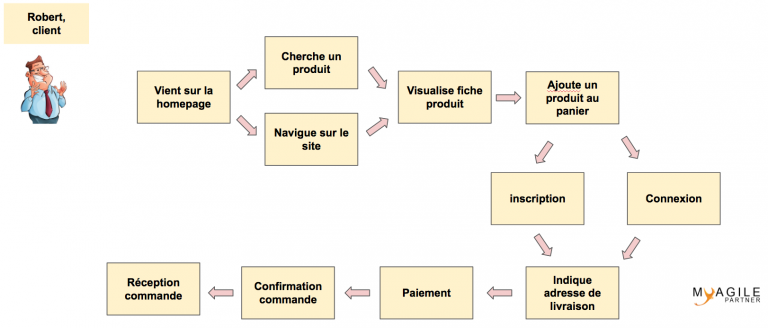 Robert,
client
Cherche un
produit
Vient sur la
homepage
Navigue sur le
site
Visualise fiche
produit
Ajoute un
produit au
panier
inscription
Connexion
Indique
adresse de
livraison
Paiement
Confirmation
commande
Réception
commande
MyAGILE
PARTNER